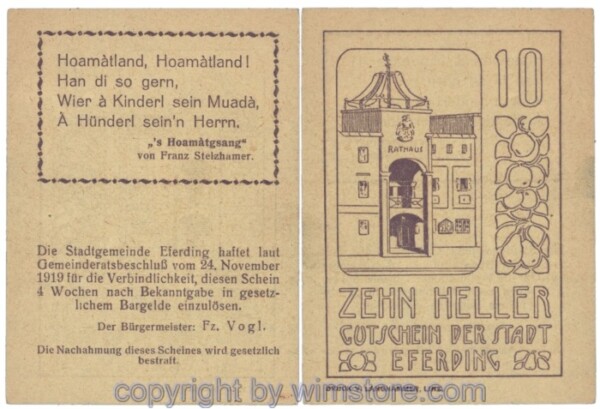 Hoamàtland, Hoamàtland!
Han di so gern,
Wier à Kinderl sein Muadà,
À Hünderl sein'n Herrn.
„'s Hoamàtgsang"
von Franz Stelzhamer.
Die Stadtgemeinde Eferding haftet laut
Gemeinderatsbeschluß vom 24. November
1919 für die Verbindlichkeit, diesen Schein
4 Wochen nach Bekanntgabe in gesetz-
lichem Bargelde einzulösen.
Der Bürgermeister: Fz. Vogl.
Die Nachahmung dieses Scheines wird gesetzlich
bestraft.
10
RATHAUS
ZEHN HELLER
GUTSCHEIN DER STADT
EFERDING
LINZ.
copyright by wimstore.com